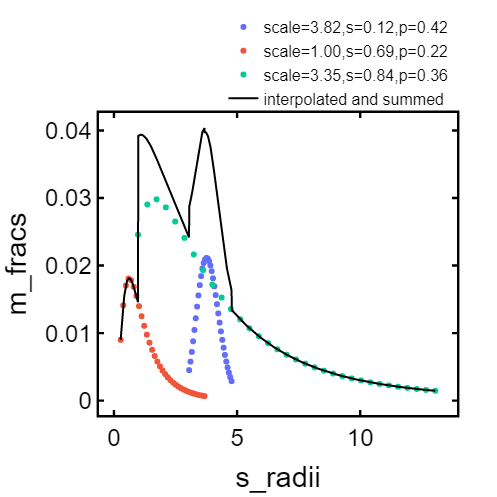 scale=3.82,s=0.12,p=0.42
scale=1.00,s=0.69,p=0.22
scale=3.35,s=0.84,p=0.36
interpolated and summed
0.04
0.03
0.02
0.01
0
m_fracs
0 5 10
s_radii